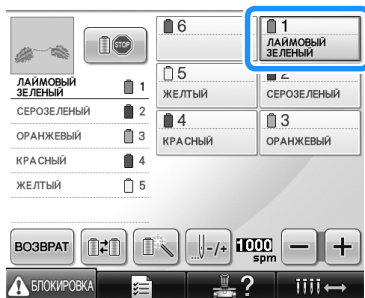 STOP
ЛАЙМОВЫЙ
ЗЕЛЕНЫЙ 1
СЕРОЗЕЛЕНЫЙ 2
ОРАНЖЕВЫЙ 3
КРАСНЫЙ 4
ЖЕЛТЫЙ 5
6
1
ЛАЙМОВЫЙ
ЗЕЛЕНЫЙ
5
ЖЕЛТЫЙ
2
СЕРОЗЕЛЕНЫЙ
4
КРАСНЫЙ
3
ОРАНЖЕВЫЙ
ВОЗВРАТ
-/+
1000
spm
− +
БЛОКИРОВКА
?